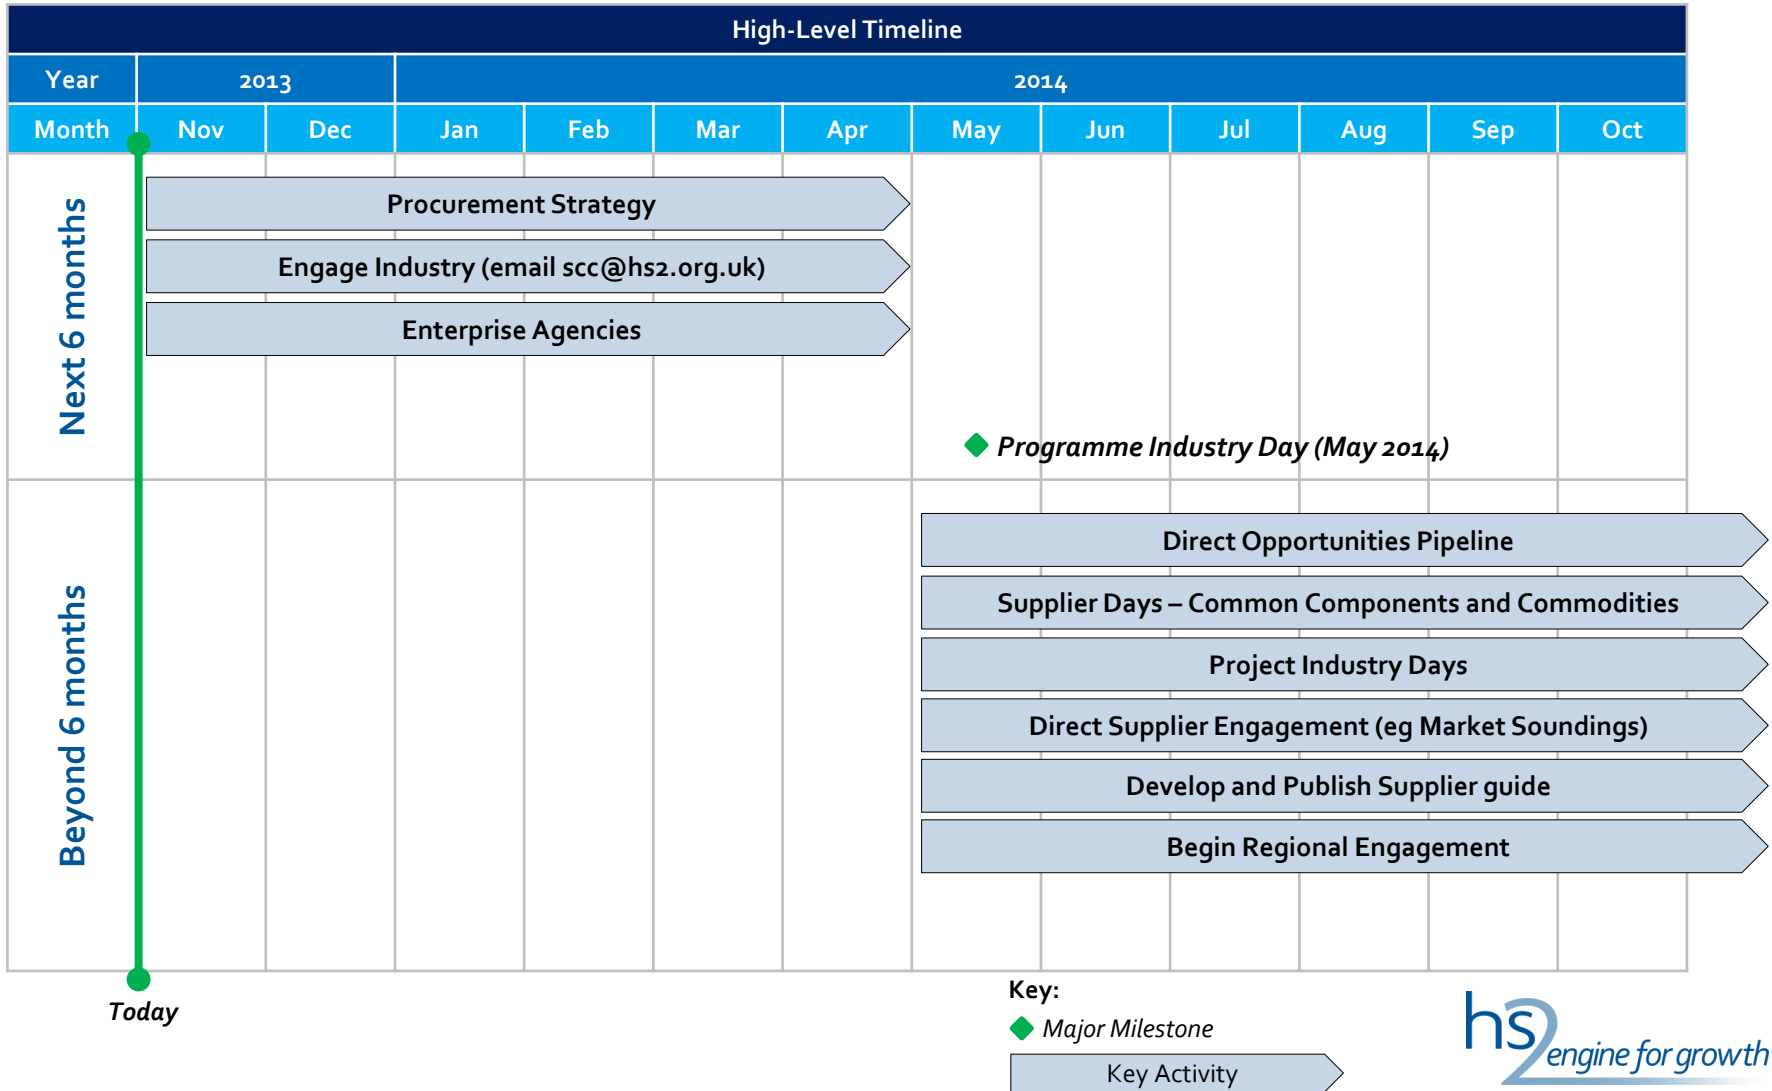 High-Level Timeline
Year 2013 2014
Month Nov Dec Jan Feb Mar Apr May Jun Jul Aug Sep Oct
Next 6 months
Procurement Strategy
Engage Industry (email scc@hs2.org.uk)
Enterprise Agencies
Programme Industry Day (May 2014)
Beyond 6 months
Direct Opportunities Pipeline
Supplier Days – Common Components and Commodities
Project Industry Days
Direct Supplier Engagement (eg Market Soundings)
Develop and Publish Supplier guide
Begin Regional Engagement
Today
Key:
Major Milestone
Key Activity
hs2
engine for growth